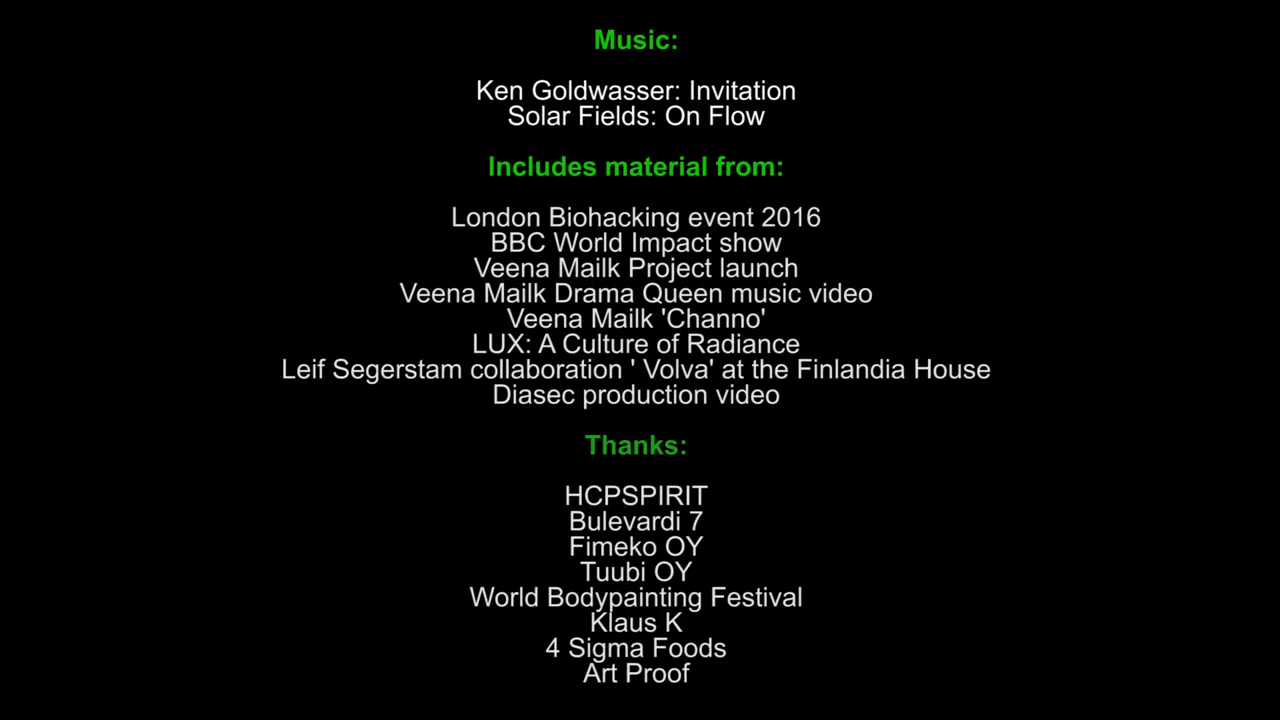 Music:
Ken Goldwasser: Invitation
Solar Fields: On Flow
Includes material from:
London Biohacking event 2016
BBC World Impact show
Veena Mailk Project launch
Veena Mailk Drama Queen music video
Veena Mailk 'Channo'
LUX: A Culture of Radiance
Leif Segerstam collaboration ' Volva' at the Finlandia House
Diasec production video
Thanks:
HCPSPIRIT
Bulevardi 7
Fimeko OY
Tuubi OY
World Bodypainting Festival
Klaus K
4 Sigma Foods
Art Proof